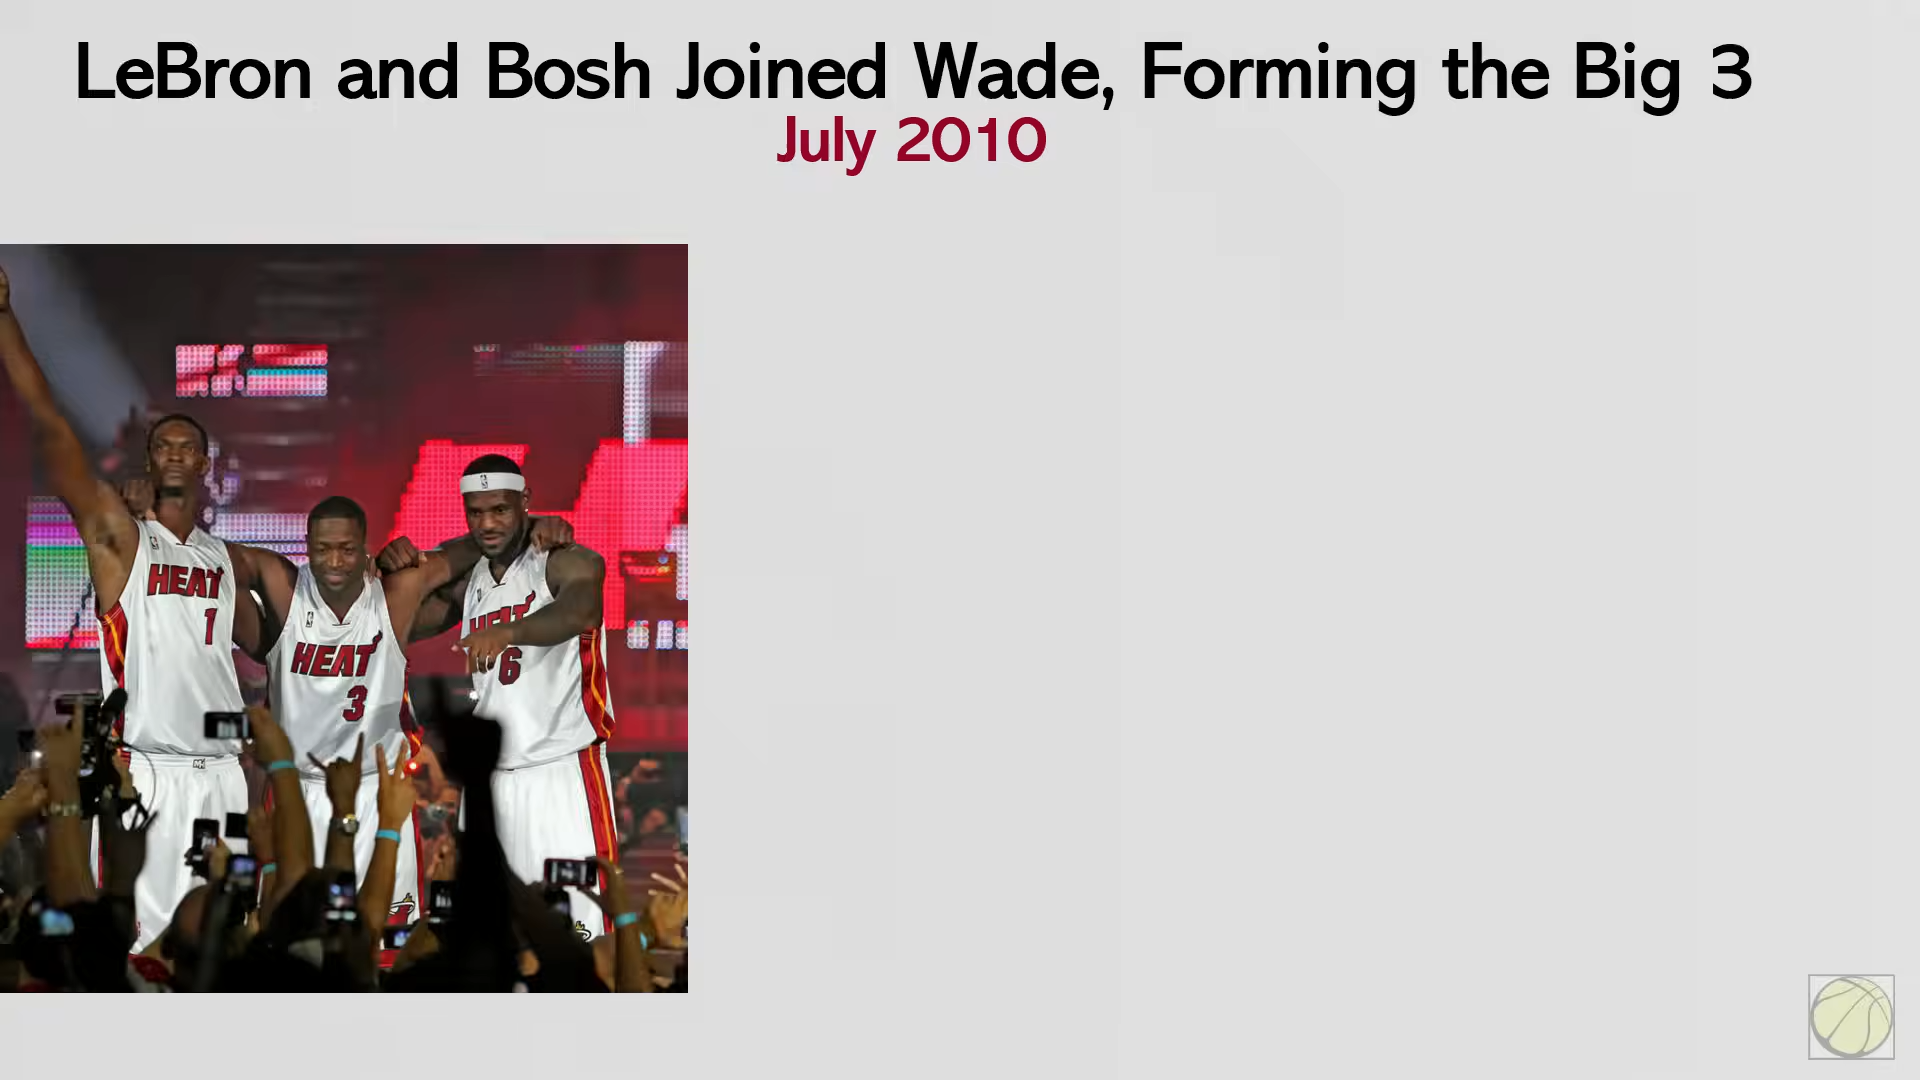 LeBron and Bosh Joined Wade, Forming the Big 3
July 2010
HEAT
1
HEAT
3
HEAT
6